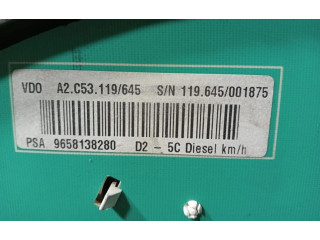 VDO A2.C53.119/645 S/N 119.645/001875
PSA 9658138280 D2 - 5C Diesel km/h